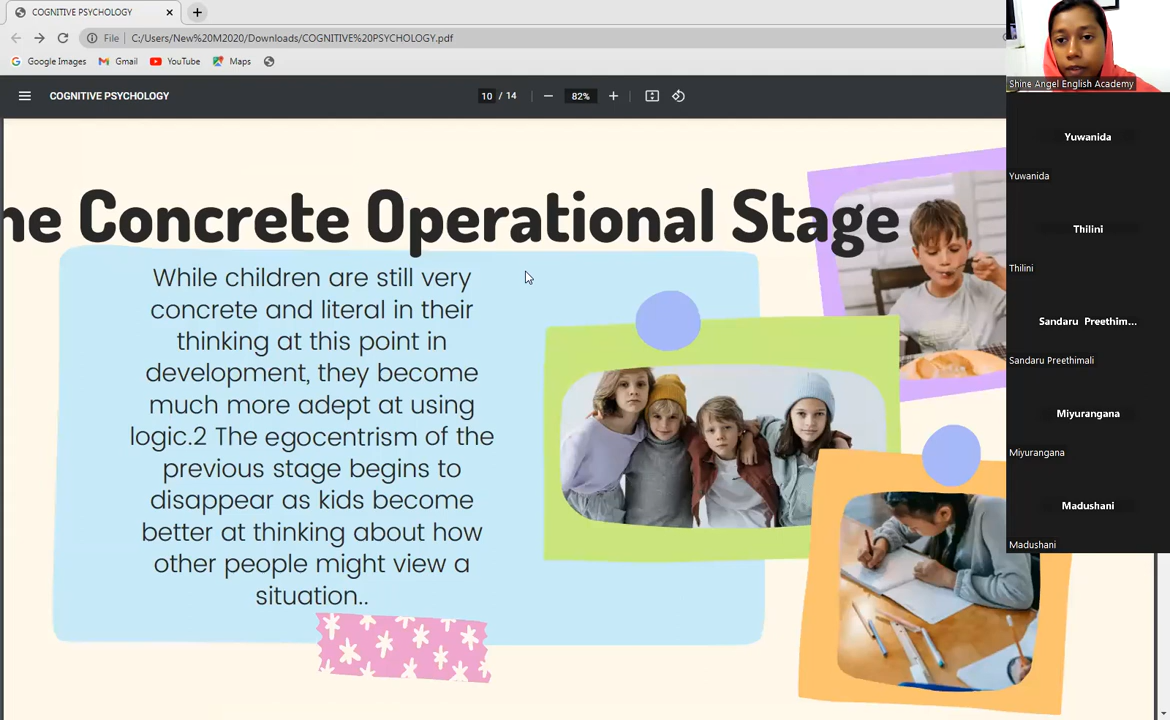 COGNITIVE PSYCHOLOGY
File C:/Users/New%20M2020/Downloads/COGNITIVE%20PSYCHOLOGY.pdf
Google Images Gmail YouTube Maps
COGNITIVE PSYCHOLOGY
10 / 14
82%
ne Concrete Operational Stage
While children are still very
concrete and literal in their
thinking at this point in
development, they become
much more adept at using
logic.2 The egocentrism of the
previous stage begins to
disappear as kids become
better at thinking about how
other people might view a
situation..
Shine Angel English Academy
Yuwanida
Yuwanida
Thilini
Thilini
Sandaru Preethim...
Sandaru Preethimali
Miyurangana
Miyurangana
Madushani
Madushani